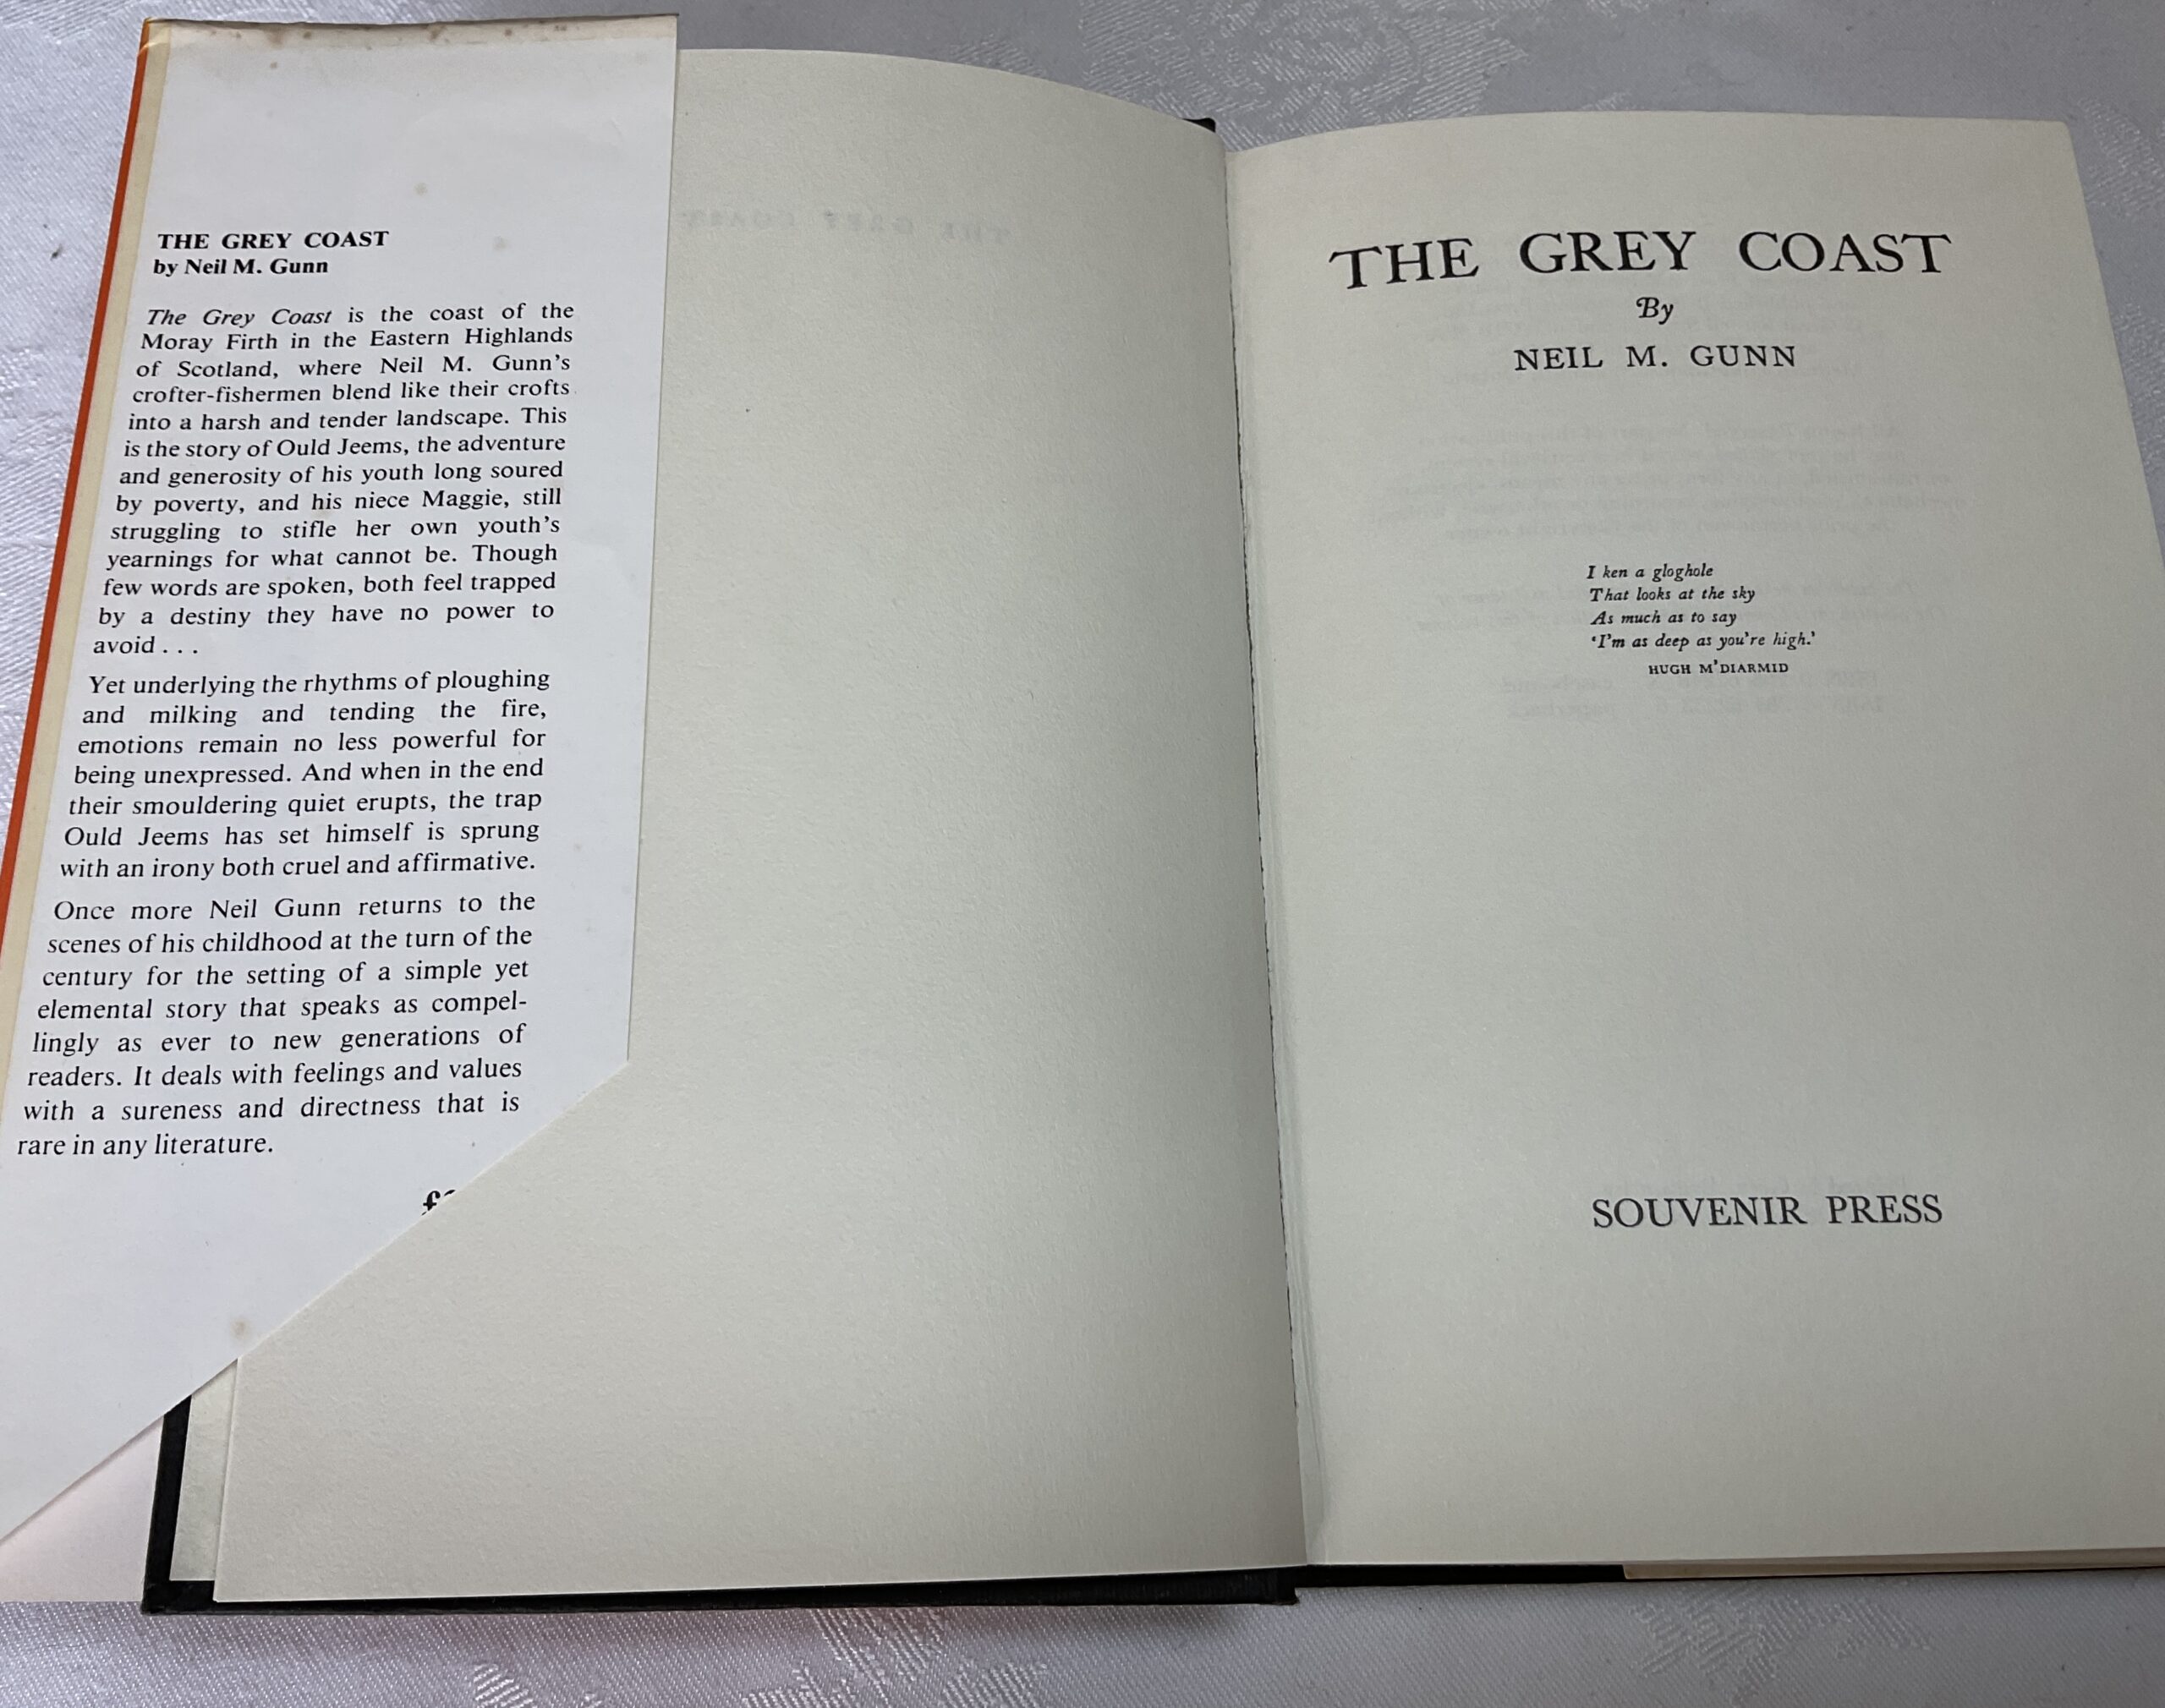 THE GREY COAST
by Neil M. Gunn
The Grey Coast is the coast of the
Moray Firth in the Eastern Highlands
of Scotland, where Neil M. Gunn's
crofter-fishermen blend like their crofts
into a harsh and tender landscape. This
is the story of Ould Jeems, the adventure
and generosity of his youth long soured
by poverty, and his niece Maggie, still
struggling to stifle her own youth's
yearnings for what cannot be. Though
few words are spoken, both feel trapped
by a destiny they have no power to
avoid . . .
Yet underlying the rhythms of ploughing
and milking and tending the fire,
emotions remain no less powerful for
being unexpressed. And when in the end
their smouldering quiet erupts, the trap
Ould Jeems has set himself is sprung
with an irony both cruel and affirmative.
Once more Neil Gunn returns to the
scenes of his childhood at the turn of the
century for the setting of a simple yet
elemental story that speaks as compel-
lingly as ever to new generations of
readers. It deals with feelings and values
with a sureness and directness that is
rare in any literature.
£
THE GREY COAST
By
NEIL M. GUNN
I ken a gloghole
That looks at the sky
As much as to say
'I'm as deep as you're high.'
HUGH M'DIARMID
SOUVENIR PRESS